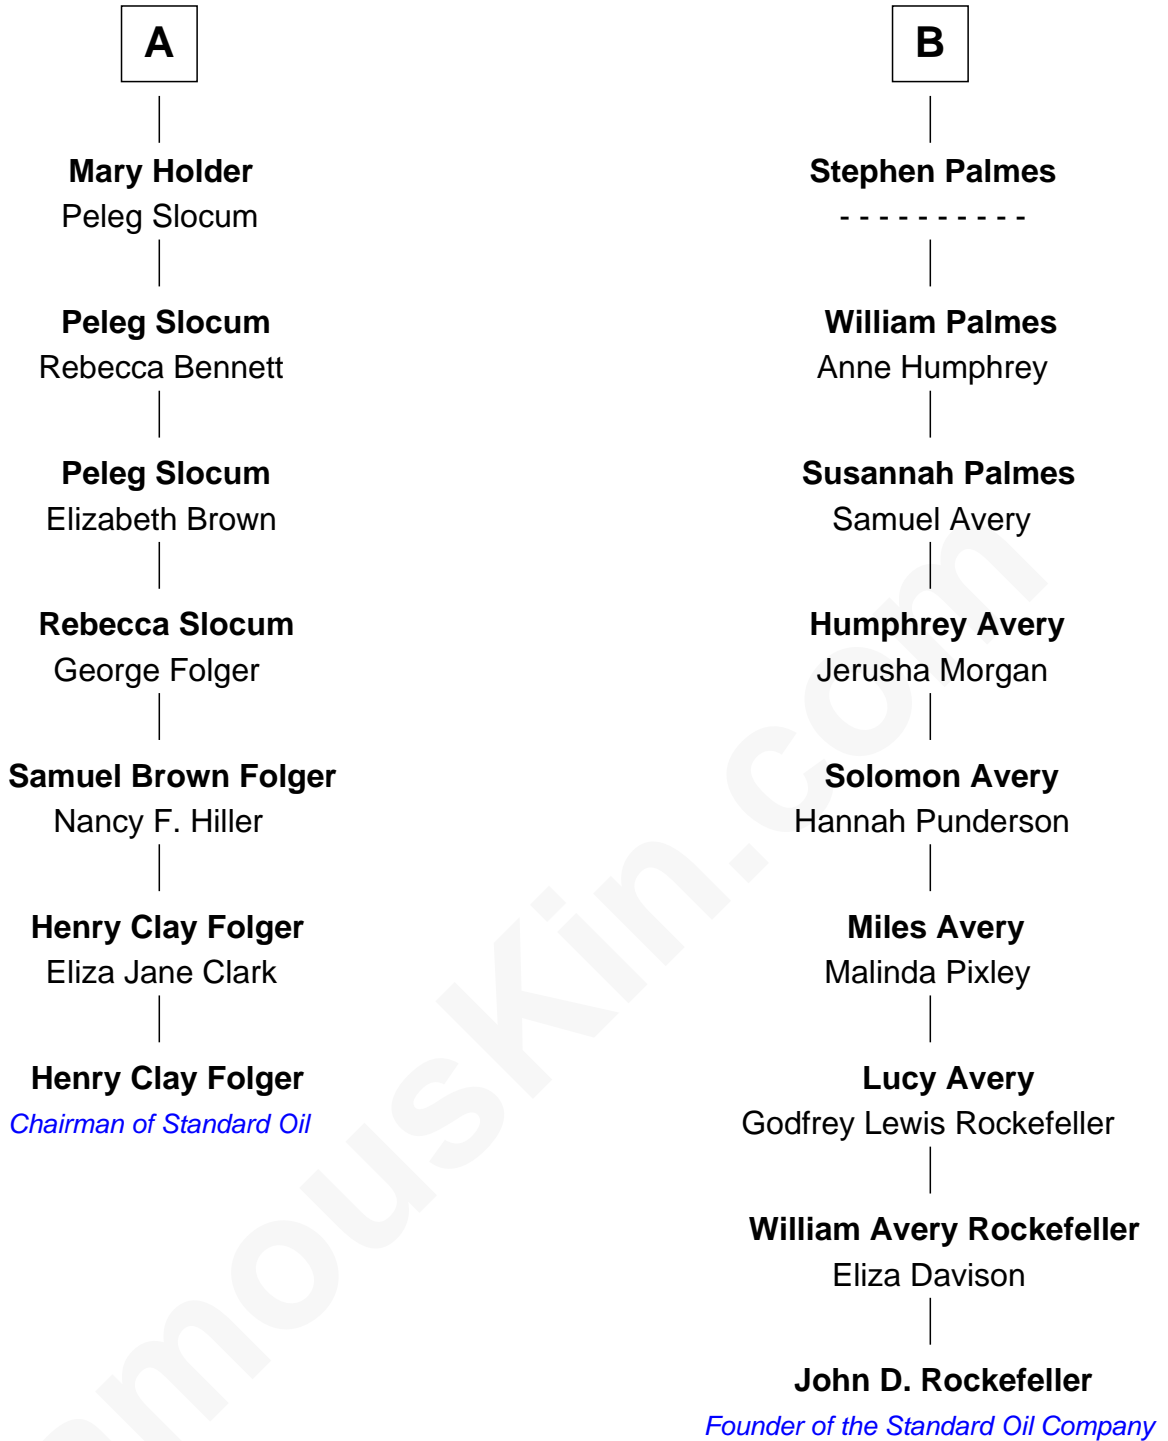 A
Mary Holder
Peleg Slocum
Peleg Slocum
Rebecca Bennett
Peleg Slocum
Elizabeth Brown
Rebecca Slocum
George Folger
Samuel Brown Folger
Nancy F. Hiller
Henry Clay Folger
Eliza Jane Clark
Henry Clay Folger
Chairman of Standard Oil
B
Stephen Palmes
- - - - - - - - - -
William Palmes
Anne Humphrey
Susannah Palmes
Samuel Avery
Humphrey Avery
Jerusha Morgan
Solomon Avery
Hannah Punderson
Miles Avery
Malinda Pixley
Lucy Avery
Godfrey Lewis Rockefeller
William Avery Rockefeller
Eliza Davison
John D. Rockefeller
Founder of the Standard Oil Company
amouskin.com